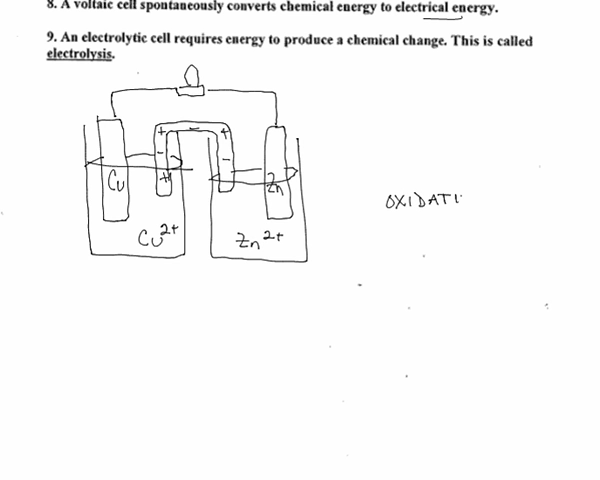 8. A voltaic cell spontaneously converts chemical energy to electrical energy.
9. An electrolytic cell requires energy to produce a chemical change. This is called
electrolysis.
+ - +
- -
+
Cu Zn
Cu2+ Zn2+
OXIDATI